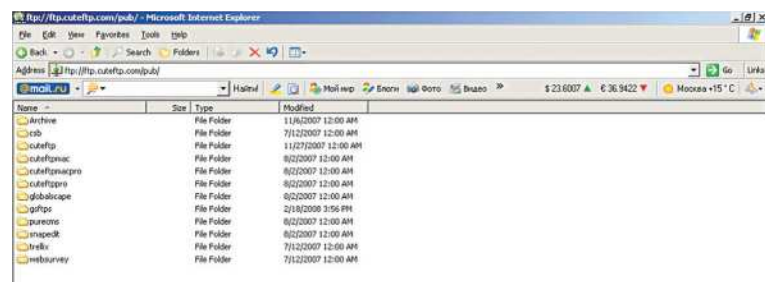 ftp://ftp.cuteftp.com/pub/ - Microsoft Internet Explorer
File Edit View Favorites Tools Help
Back Search Folders
Address ftp://ftp.cuteftp.com/pub/ Go Links
@mail.ru Найти! Мой мир Блоги Фото Видео » $ 23.6007 € 36.9422 Москва +15°C
Name Size Type Modified
Archive File Folder 11/6/2007 12:00 AM
csb File Folder 7/12/2007 12:00 AM
cuteftp File Folder 11/27/2007 12:00 AM
cuteftpmac File Folder 8/2/2007 12:00 AM
cuteftpmacpro File Folder 8/2/2007 12:00 AM
cuteftppro File Folder 8/2/2007 12:00 AM
globalscape File Folder 8/2/2007 12:00 AM
gsftps File Folder 2/18/2008 3:56 PM
purecms File Folder 8/2/2007 12:00 AM
snapedit File Folder 8/2/2007 12:00 AM
trellix File Folder 7/12/2007 12:00 AM
websurvey File Folder 7/12/2007 12:00 AM